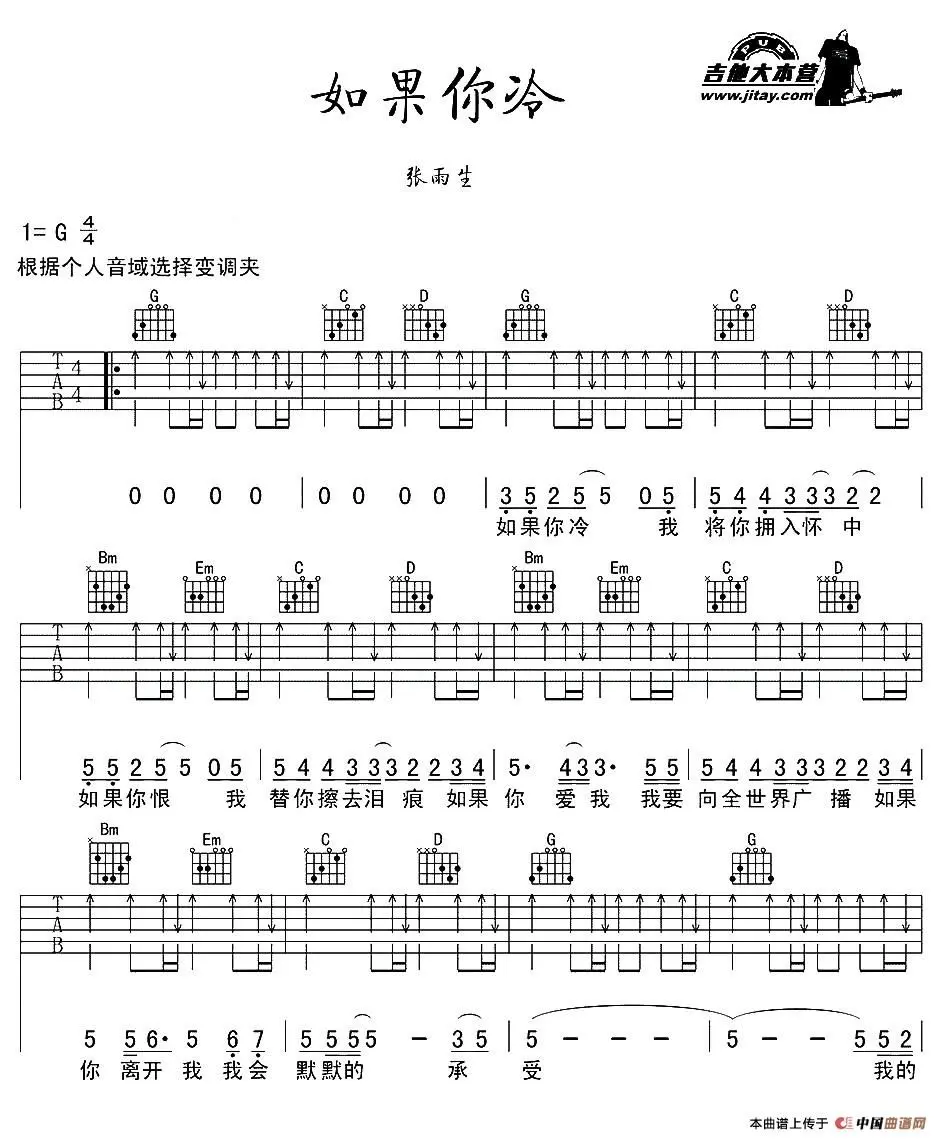 如果你冷
PUB
吉他大本营
www.jitay.com
张雨生
1= G 4/4
根据个人音域选择变调夹
G C D G C D
T A B 4/4
0 0 0 0 0 0 0 0 3 5 2 5 5 0 5 5 4 4 3 3 3 2 2
如果你冷 我 将你拥入怀 中
Bm Em C D Bm Em C D
T A B
5 5 2 5 5 0 5 5 4 4 3 3 3 2 2 3 4 5· 4 3 3· 5 5 5 4 4 3 3 3 2 2 3 4
如果你恨 我 替你擦去泪 痕 如果 你 爱我 我要 向全世界广 播 如果
Bm Em C D G G
T A B
5 5 6· 5 6 7 5 5 5 5 – 3 5 5 – – – 5 – – 5 5 2
你 离开 我 我会 默默的 承 受 我的
本曲谱上传于 中国曲谱网